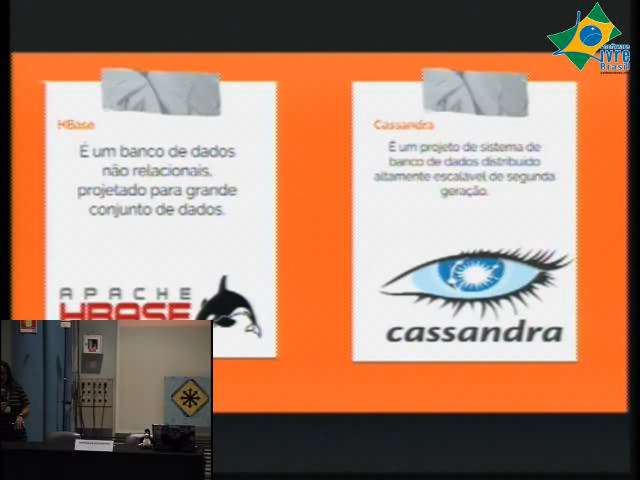 software
livre
Brasil
HBase
É um banco de dados
não relacionais,
projetado para grande
conjunto de dados.
APACHE
HBASE
Cassandra
É um projeto de sistema de
banco de dados distribuido
altamente escalável de segunda
geração.
cassandra